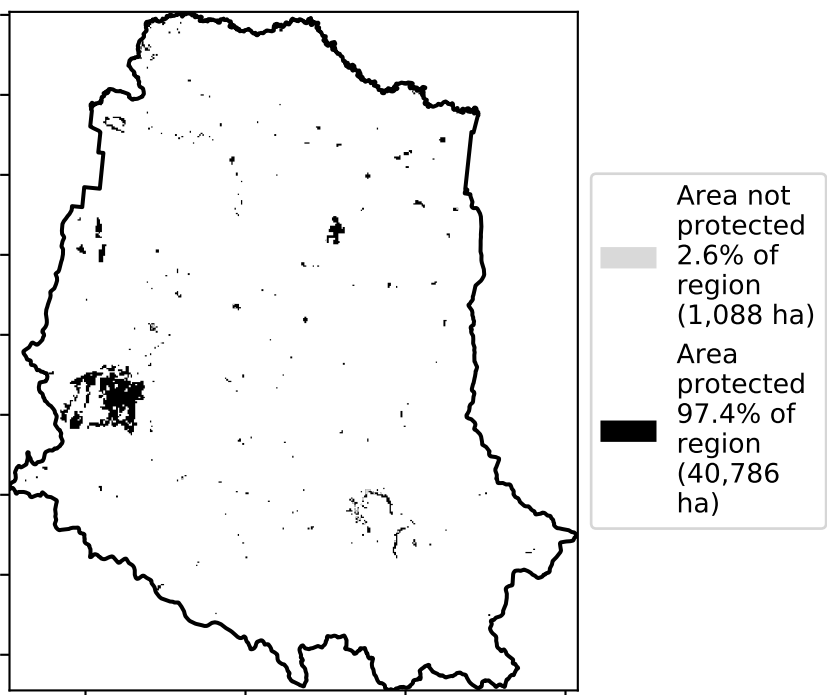 Area not
protected
2.6% of
region
(1,088 ha)
Area
protected
97.4% of
region
(40,786
ha)